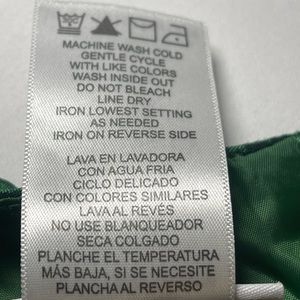 MACHINE WASH COLD
GENTLE CYCLE
WITH LIKE COLORS
WASH INSIDE OUT
DO NOT BLEACH
LINE DRY
IRON LOWEST SETTING
AS NEEDED
IRON ON REVERSE SIDE
LAVA EN LAVADORA
CON AGUA FRIA
CICLO DELICADO
CON COLORES SIMILARES
LAVA AL REVÉS
NO USE BLANQUEADOR
SECA COLGADO
PLANCHE EL TEMPERATURA
MÁS BAJA, SI SE NECESITE
PLANCHA AL REVERSO